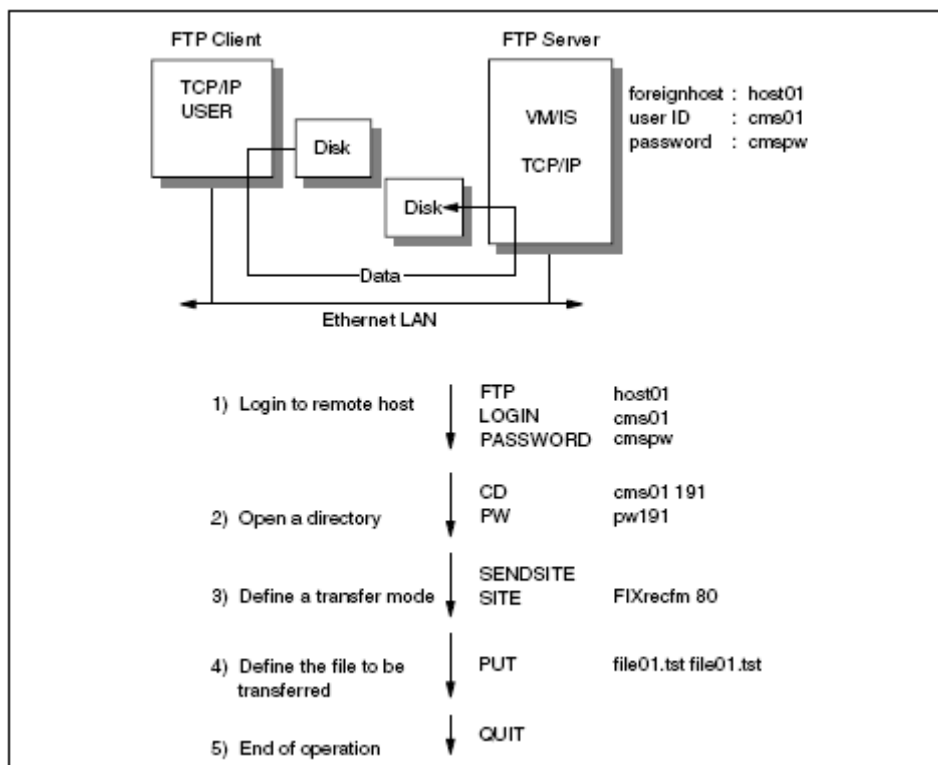 FTP Client
FTP Server
TCP/IP
USER
Disk
Disk
VM/IS
TCP/IP
foreignhost : host01
user ID : cms01
password : cmspw
Data
Ethernet LAN
1) Login to remote host
FTP host01
LOGIN cms01
PASSWORD cmspw
2) Open a directory
CD cms01 191
PW pw191
3) Define a transfer mode
SENDSITE
SITE FIXrecfm 80
4) Define the file to be
transferred
PUT file01.tst file01.tst
5) End of operation
QUIT